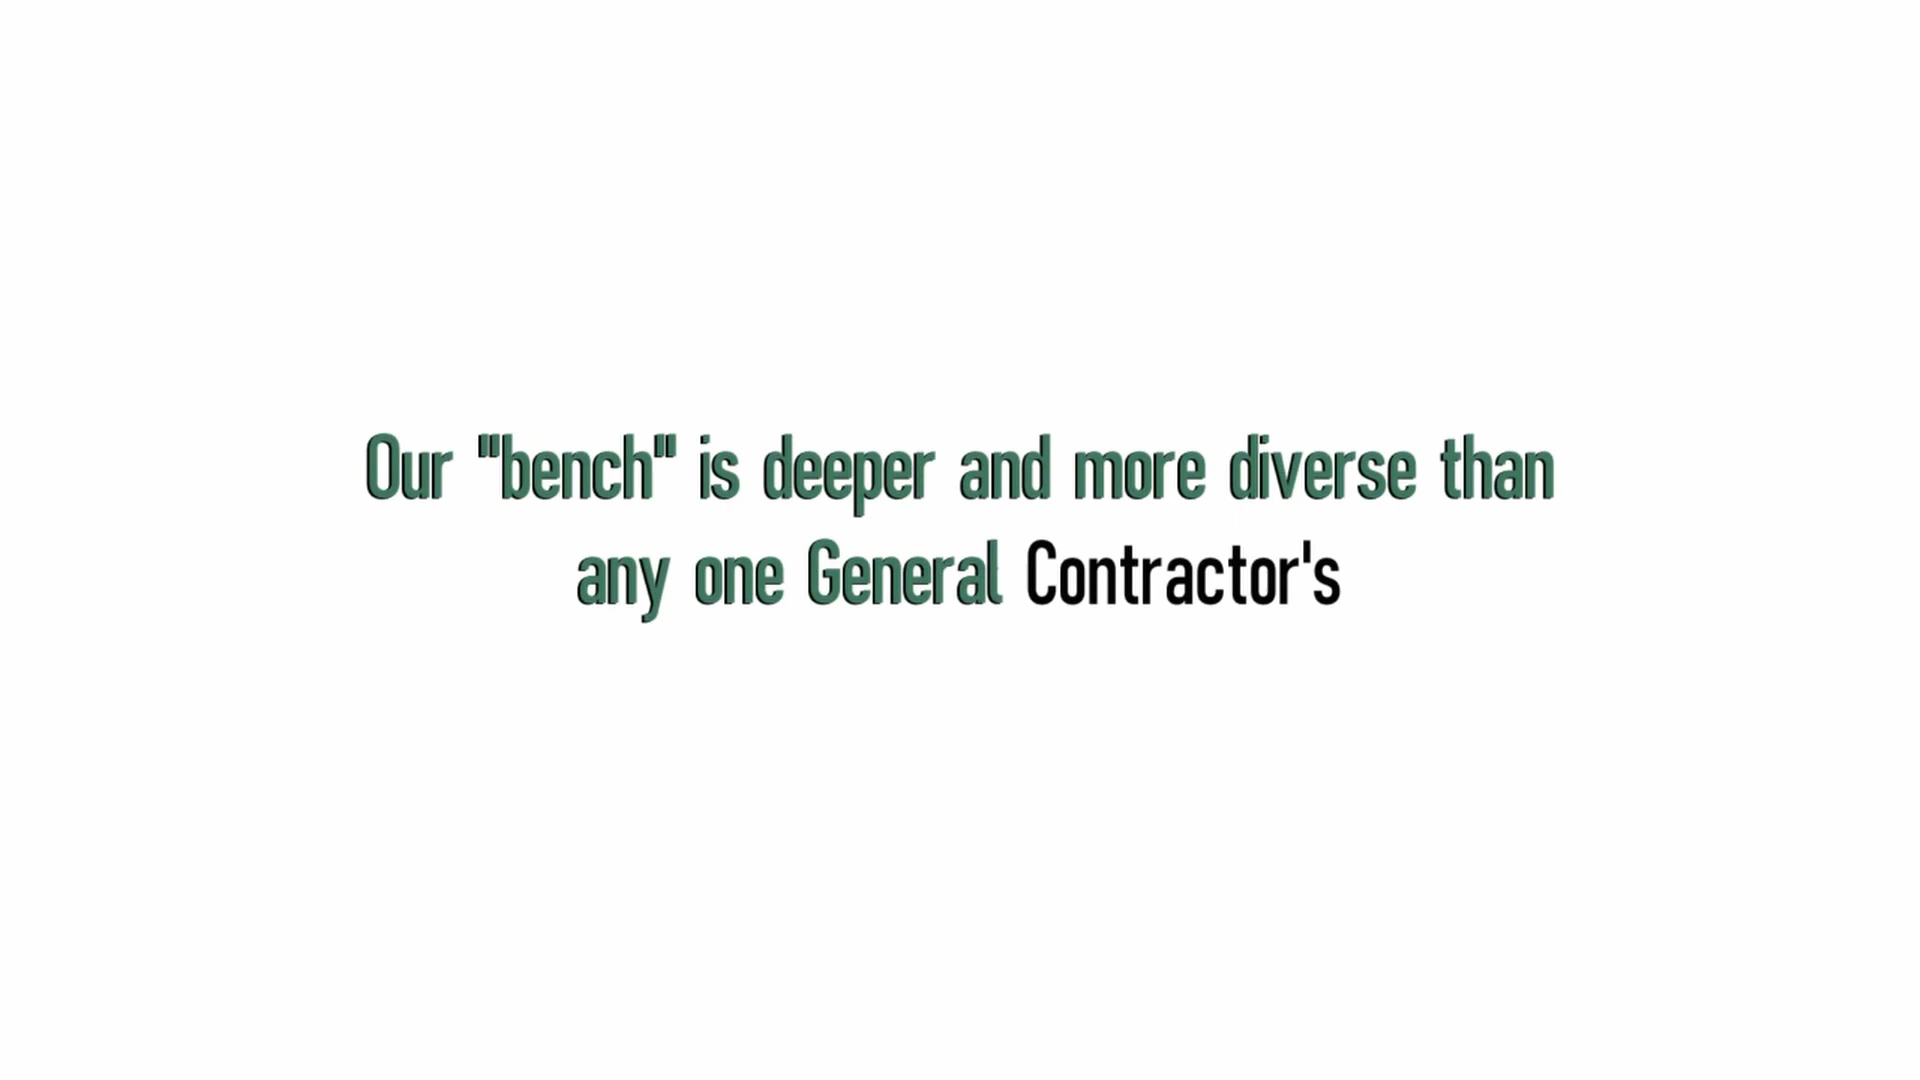 Our "bench" is deeper and more diverse than
any one General Contractor's